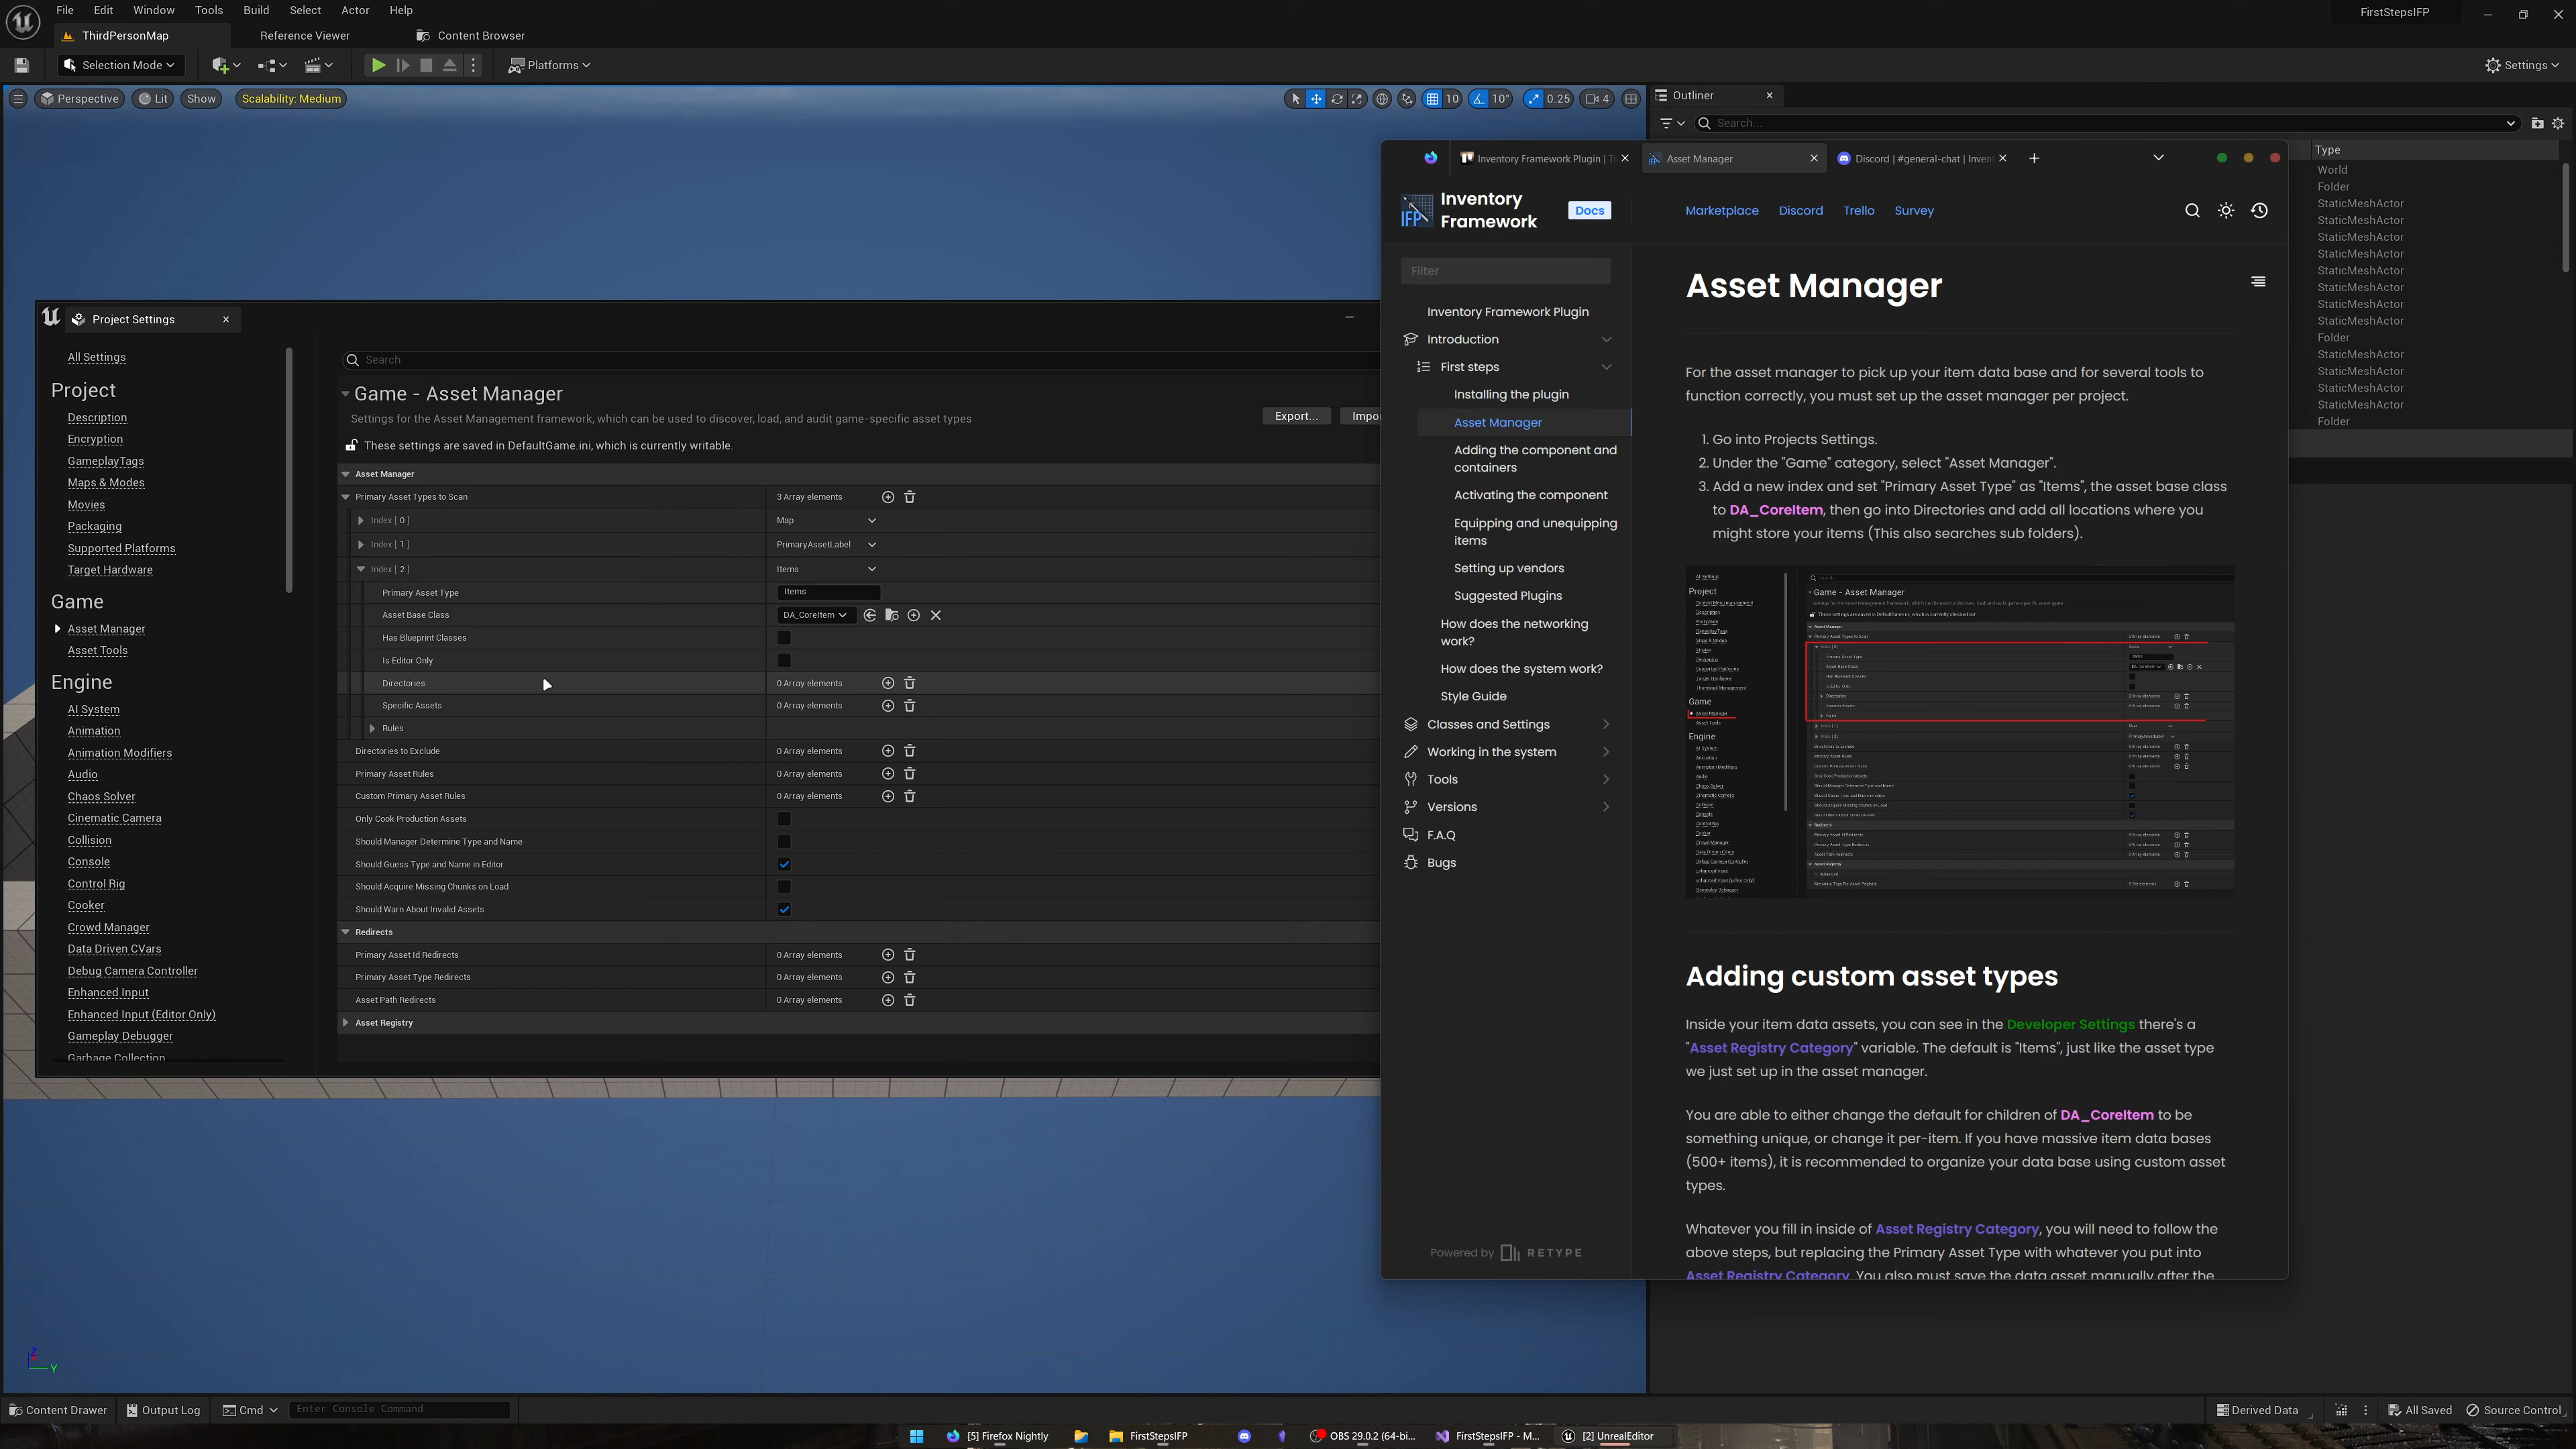 File Edit Window Tools Build Select Actor Help
FirstStepsIFP
ThirdPersonMap
Reference Viewer
Content Browser
Selection Mode
Platforms
Settings
Perspective
Lit
Show
Scalability: Medium
10
10°
0.25
4
Outliner
Search...
Type
World
Folder
StaticMeshActor
StaticMeshActor
StaticMeshActor
StaticMeshActor
StaticMeshActor
StaticMeshActor
StaticMeshActor
StaticMeshActor
Folder
StaticMeshActor
StaticMeshActor
StaticMeshActor
StaticMeshActor
Folder
Project Settings
All Settings
Project
Description
Encryption
GameplayTags
Maps & Modes
Movies
Packaging
Supported Platforms
Target Hardware
Game
Asset Manager
Asset Tools
Engine
AI System
Animation
Animation Modifiers
Audio
Chaos Solver
Cinematic Camera
Collision
Console
Control Rig
Cooker
Crowd Manager
Data Driven CVars
Debug Camera Controller
Enhanced Input
Enhanced Input (Editor Only)
Gameplay Debugger
Garbage Collection
Search
Game - Asset Manager
Settings for the Asset Management framework, which can be used to discover, load, and audit game-specific asset types
Export...
Impo
These settings are saved in DefaultGame.ini, which is currently writable.
Asset Manager
Primary Asset Types to Scan 3 Array elements
Index [ 0 ] Map
Index [ 1 ] PrimaryAssetLabel
Index [ 2 ] Items
Primary Asset Type Items
Asset Base Class DA_CoreItem
Has Blueprint Classes
Is Editor Only
Directories 0 Array elements
Specific Assets 0 Array elements
Rules
Directories to Exclude 0 Array elements
Primary Asset Rules 0 Array elements
Custom Primary Asset Rules 0 Array elements
Only Cook Production Assets
Should Manager Determine Type and Name
Should Guess Type and Name in Editor
Should Acquire Missing Chunks on Load
Should Warn About Invalid Assets
Redirects
Primary Asset Id Redirects 0 Array elements
Primary Asset Type Redirects 0 Array elements
Asset Path Redirects 0 Array elements
Asset Registry
Inventory Framework Plugin | T
Asset Manager
Discord | #general-chat | Inven
IFP
Inventory
Framework
Docs
Marketplace Discord Trello Survey
Filter
Inventory Framework Plugin
Introduction
First steps
Installing the plugin
Asset Manager
Adding the component and
containers
Activating the component
Equipping and unequipping
items
Setting up vendors
Suggested Plugins
How does the networking
work?
How does the system work?
Style Guide
Classes and Settings
Working in the system
Tools
Versions
F.A.Q
Bugs
Powered by RETYPE
Asset Manager
For the asset manager to pick up your item data base and for several tools to
function correctly, you must set up the asset manager per project.
1. Go into Projects Settings.
2. Under the "Game" category, select "Asset Manager".
3. Add a new index and set "Primary Asset Type" as "Items", the asset base class
to DA_CoreItem, then go into Directories and add all locations where you
might store your items (This also searches sub folders).
Project
Game
Engine
Game - Asset Manager
Adding custom asset types
Inside your item data assets, you can see in the Developer Settings there's a
"Asset Registry Category" variable. The default is "Items", just like the asset type
we just set up in the asset manager.
You are able to either change the default for children of DA_CoreItem to be
something unique, or change it per-item. If you have massive item data bases
(500+ items), it is recommended to organize your data base using custom asset
types.
Whatever you fill in inside of Asset Registry Category, you will need to follow the
above steps, but replacing the Primary Asset Type with whatever you put into
Asset Registry Category. You also must save the data asset manually after the
Z
Y
Content Drawer
Output Log
Cmd
Enter Console Command
Derived Data
All Saved
Source Control
[5] Firefox Nightly
FirstStepsIFP
OBS 29.0.2 (64-bi...
FirstStepsIFP - M...
[2] UnrealEditor